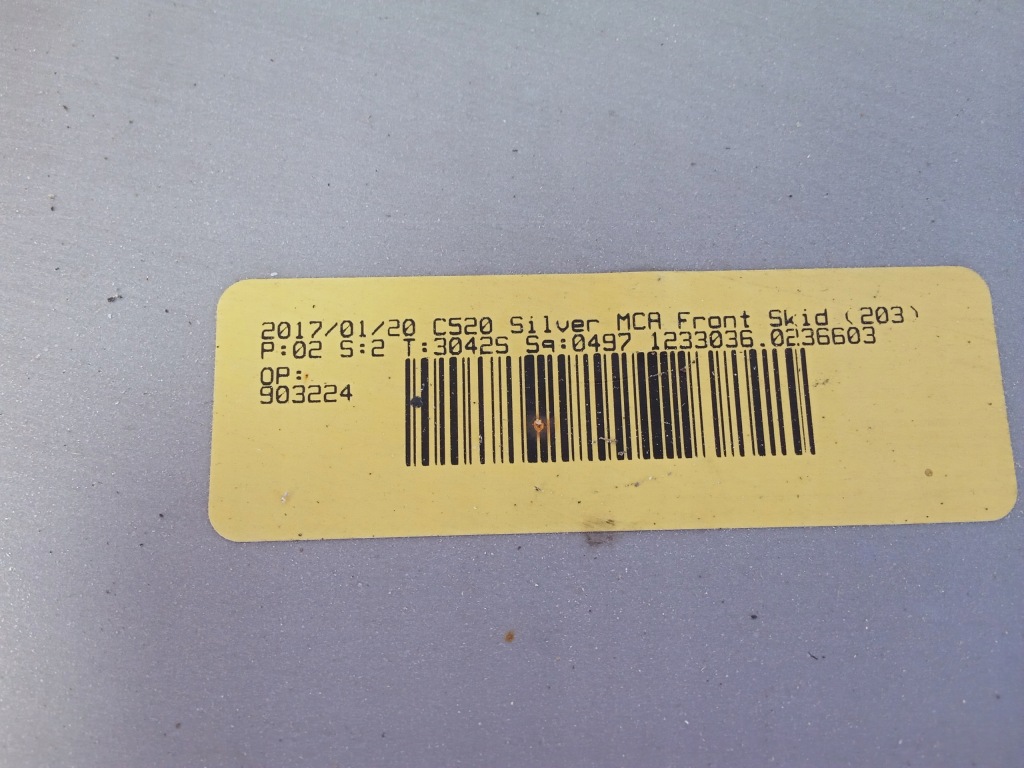 2017/01/20 C520 Silver MCA Front Skid (203)
P:02 S:2 T:30425 Sq:0497 1233036.0236603
OP:
903224